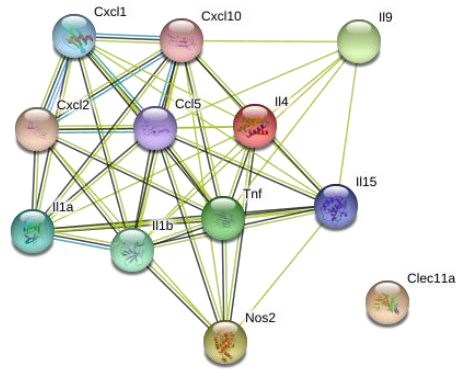 Cxcl1
Cxcl10
Il9
Cxcl2
Ccl5
Il4
Il15
Tnf
Il1a
Il1b
Clec11a
Nos2